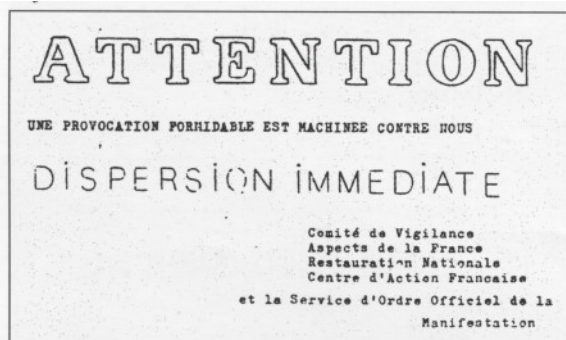 ATTENTION
UNE PROVOCATION FORMIDABLE EST MACHINEE CONTRE NOUS
DISPERSION IMMEDIATE
Comité de Vigilance
Aspects de la France
Restauration Nationale
Centre d'Action Francaise
et la Service d'Ordre Officiel de la
Manifestation